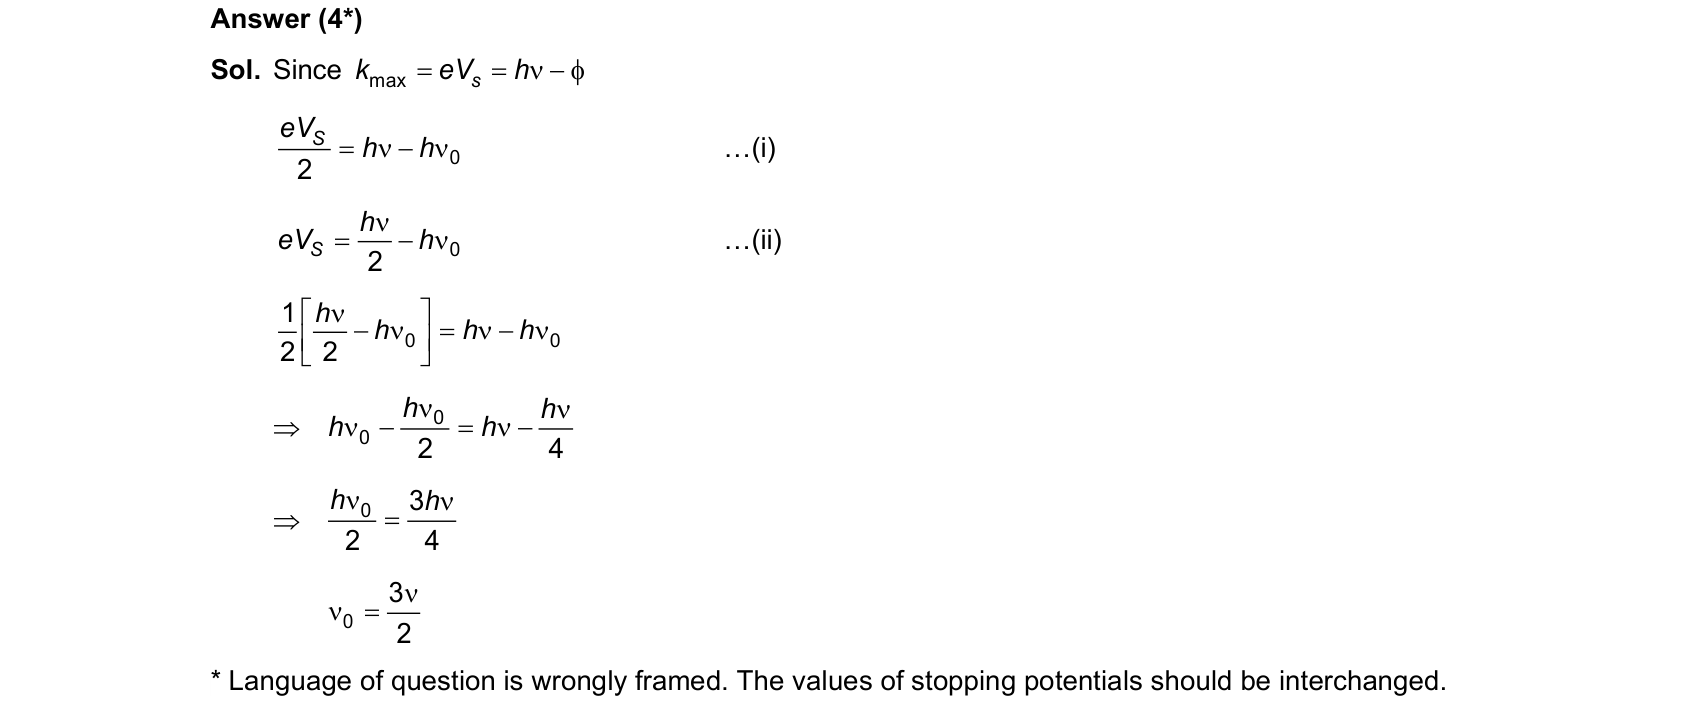 Answer (4*)
Sol. Since k_max = eV_s = hν – ϕ
eV_S/2 = hν – hν_0 …(i)
eV_S = hν/2 – hν_0 …(ii)
1/2[hν/2 – hν_0] = hν – hν_0
⇒ hν_0 – hν_0/2 = hν – hν/4
⇒ hν_0/2 = 3hν/4
ν_0 = 3ν/2
* Language of question is wrongly framed. The values of stopping potentials should be interchanged.